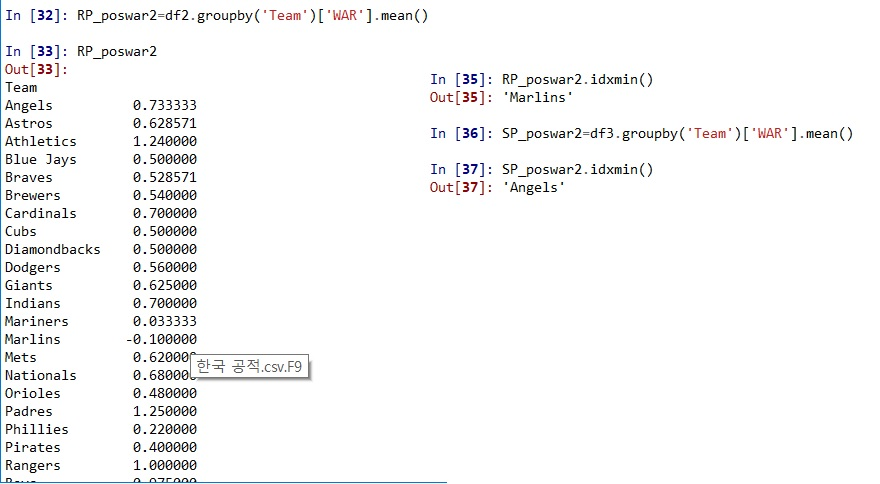 In [32]: RP_poswar2=df2.groupby('Team')['WAR'].mean()
In [33]: RP_poswar2
Out[33]:
Team
Angels 0.733333
Astros 0.628571
Athletics 1.240000
Blue Jays 0.500000
Braves 0.528571
Brewers 0.540000
Cardinals 0.700000
Cubs 0.500000
Diamondbacks 0.500000
Dodgers 0.560000
Giants 0.625000
Indians 0.700000
Mariners 0.033333
Marlins -0.100000
Mets 0.620000
한국 공적.csv.F9
Nationals 0.680000
Orioles 0.480000
Padres 1.250000
Phillies 0.220000
Pirates 0.400000
Rangers 1.000000
In [35]: RP_poswar2.idxmin()
Out[35]: 'Marlins'
In [36]: SP_poswar2=df3.groupby('Team')['WAR'].mean()
In [37]: SP_poswar2.idxmin()
Out[37]: 'Angels'